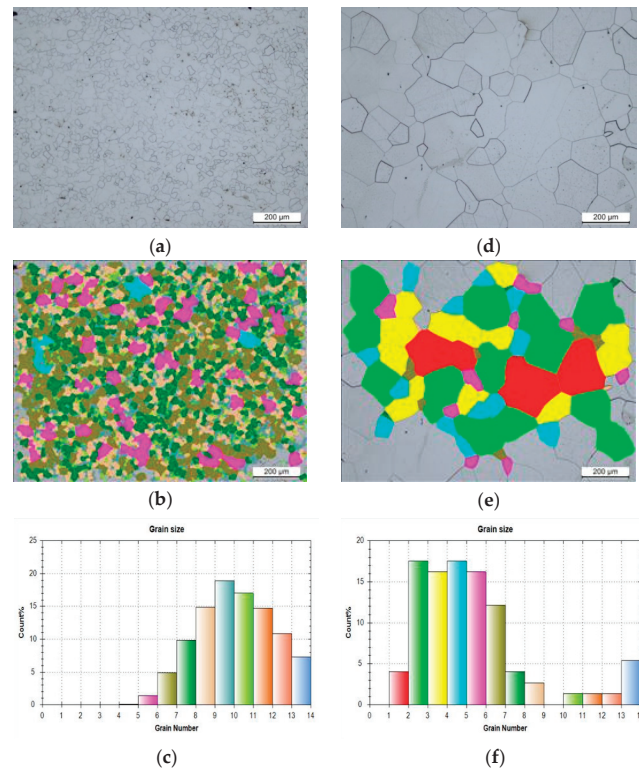 200 µm
200 µm
(a)
(d)
200 µm
200 µm
(b)
(e)
Grain size
25
20
15
10
5
0
Count%
0 1 2 3 4 5 6 7 8 9 10 11 12 13 14
Grain Number
Grain size
20
15
10
5
0
Count%
0 1 2 3 4 5 6 7 8 9 10 11 12 13
Grain Number
(c)
(f)